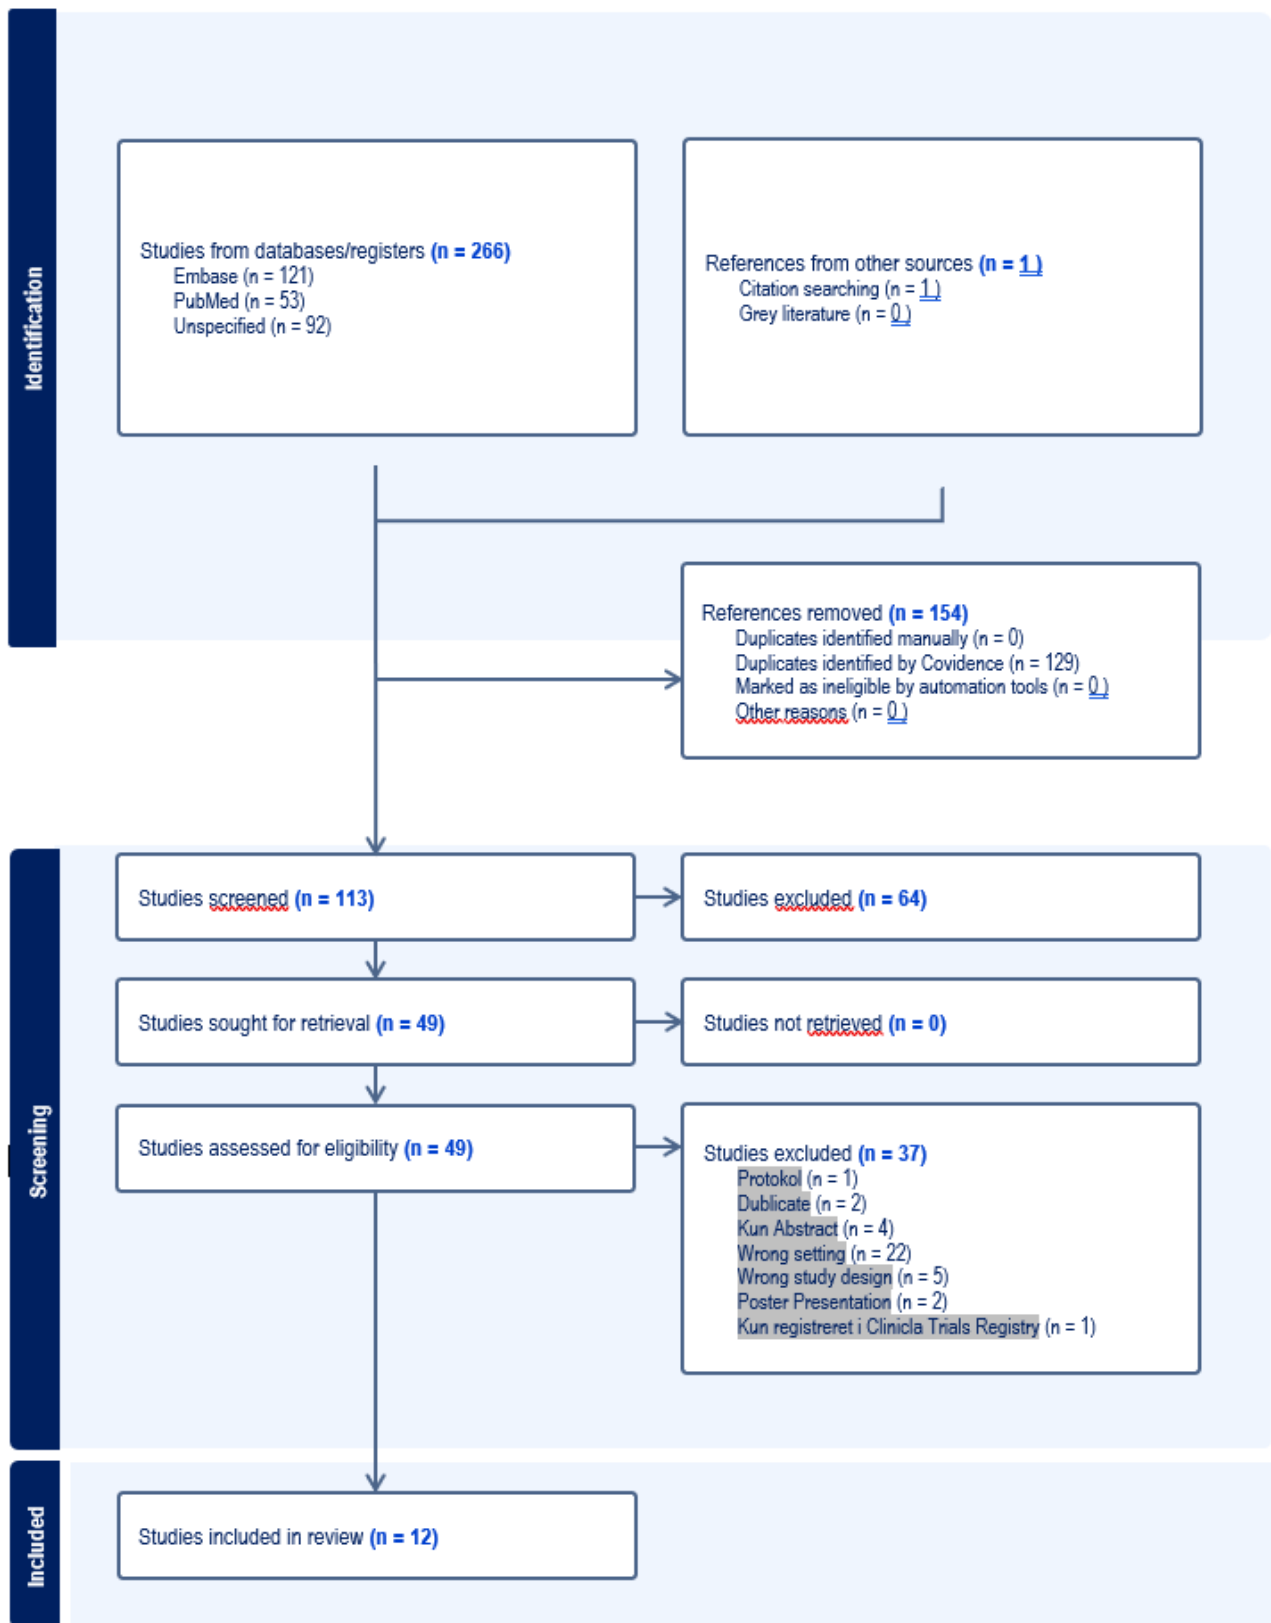 Identification
Studies from databases/registers (n = 266)
Embase (n = 121)
PubMed (n = 53)
Unspecified (n = 92)
References from other sources (n = 1 )
Citation searching (n = 1 )
Grey literature (n = 0 )
References removed (n = 154)
Duplicates identified manually (n = 0)
Duplicates identified by Covidence (n = 129)
Marked as ineligible by automation tools (n = 0 )
Other reasons (n = 0 )
Screening
Studies screened (n = 113)
Studies excluded (n = 64)
Studies sought for retrieval (n = 49)
Studies not retrieved (n = 0)
Studies assessed for eligibility (n = 49)
Studies excluded (n = 37)
Protokol (n = 1)
Dublicate (n = 2)
Kun Abstract (n = 4)
Wrong setting (n = 22)
Wrong study design (n = 5)
Poster Presentation (n = 2)
Kun registreret i Clinicla Trials Registry (n = 1)
Included
Studies included in review (n = 12)